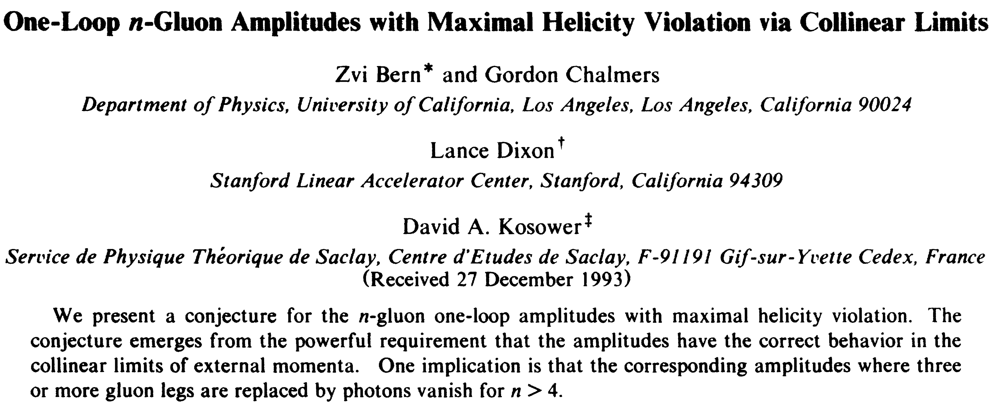 One-Loop n-Gluon Amplitudes with Maximal Helicity Violation via Collinear Limits
Zvi Bern* and Gordon Chalmers
Department of Physics, University of California, Los Angeles, Los Angeles, California 90024
Lance Dixon†
Stanford Linear Accelerator Center, Stanford, California 94309
David A. Kosower‡
Service de Physique Théorique de Saclay, Centre d'Etudes de Saclay, F-91191 Gif-sur-Yvette Cedex, France
(Received 27 December 1993)
We present a conjecture for the n-gluon one-loop amplitudes with maximal helicity violation. The
conjecture emerges from the powerful requirement that the amplitudes have the correct behavior in the
collinear limits of external momenta. One implication is that the corresponding amplitudes where three
or more gluon legs are replaced by photons vanish for n > 4.